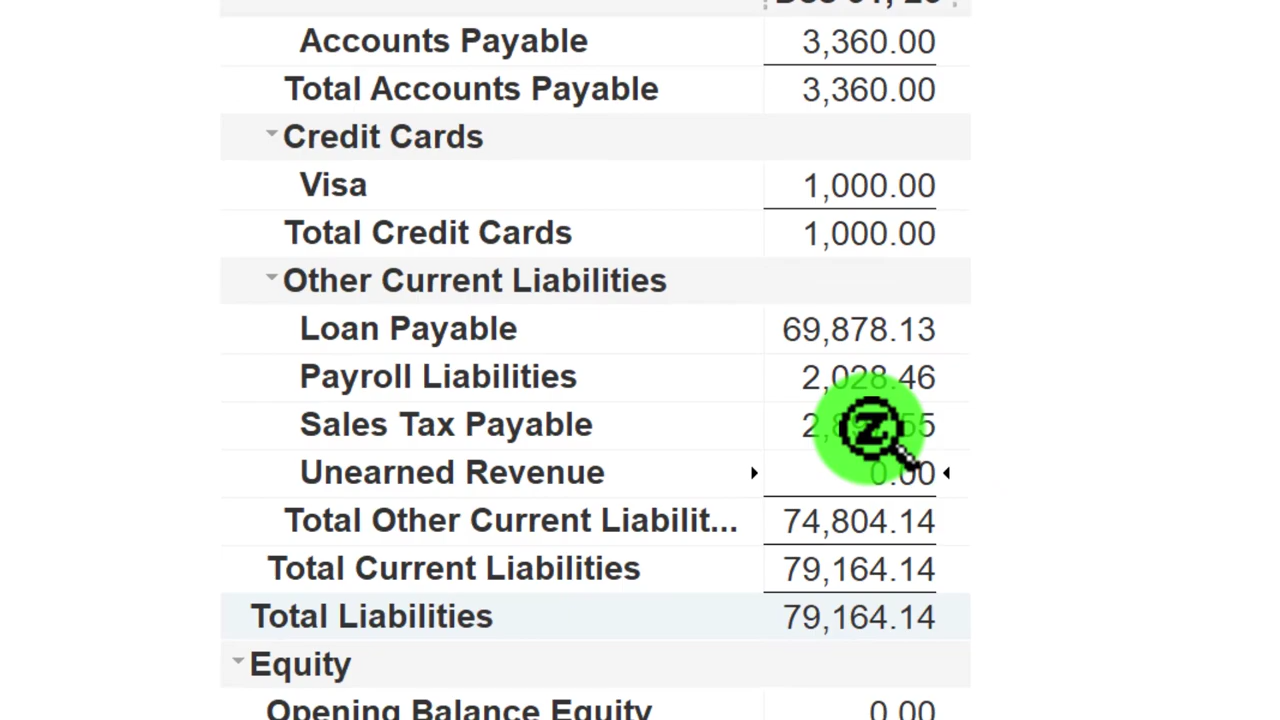 Accounts Payable 3,360.00
Total Accounts Payable 3,360.00
Credit Cards
Visa 1,000.00
Total Credit Cards 1,000.00
Other Current Liabilities
Loan Payable 69,878.13
Payroll Liabilities 2,028.46
Sales Tax Payable
Unearned Revenue 0.00
Total Other Current Liabilit... 74,804.14
Total Current Liabilities 79,164.14
Total Liabilities 79,164.14
Equity
Opening Balance Equity 0.00